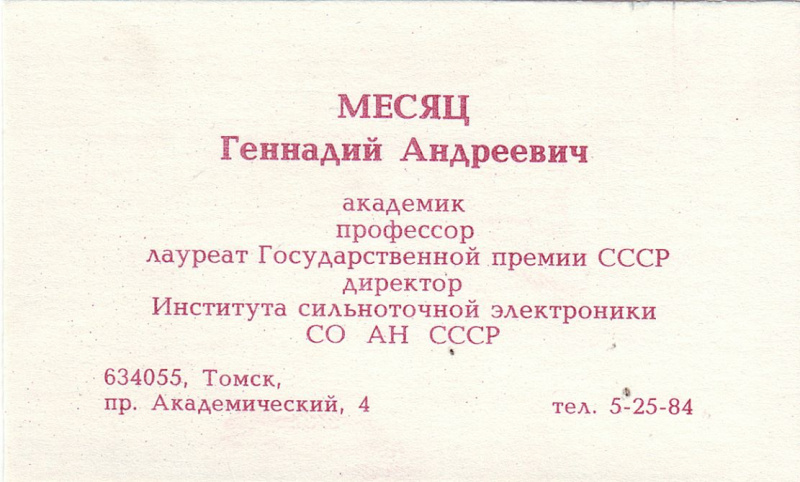 МЕСЯЦ
Геннадий Андреевич
академик
профессор
лауреат Государственной премии СССР
директор
Института сильноточной электроники
СО АН СССР
634055, Томск,
пр. Академический, 4
тел. 5-25-84